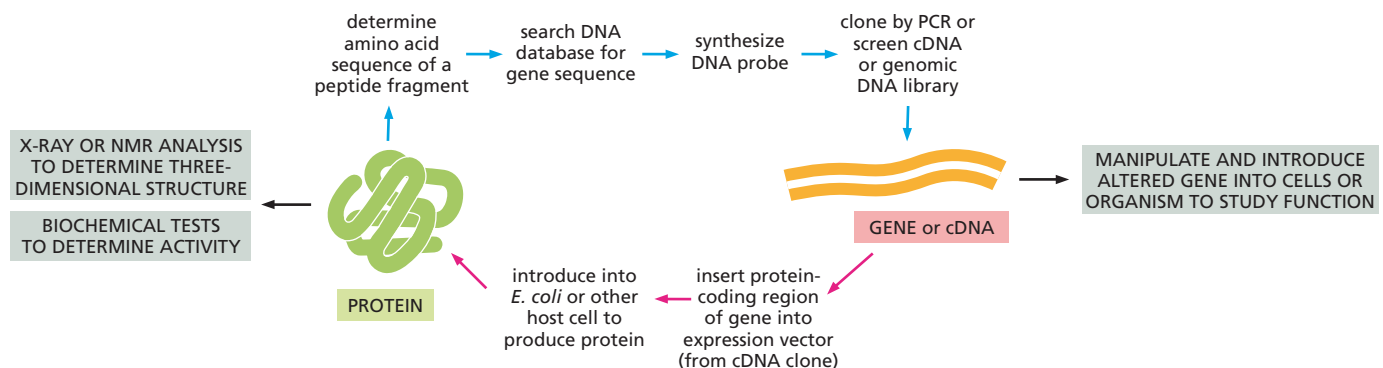 determine
amino acid
sequence of a
peptide fragment
search DNA
database for
gene sequence
synthesize
DNA probe
clone by PCR or
screen cDNA
or genomic
DNA library
X-RAY OR NMR ANALYSIS
TO DETERMINE THREE-
DIMENSIONAL STRUCTURE
BIOCHEMICAL TESTS
TO DETERMINE ACTIVITY
PROTEIN
GENE or cDNA
MANIPULATE AND INTRODUCE
ALTERED GENE INTO CELLS OR
ORGANISM TO STUDY FUNCTION
introduce into
E. coli or other
host cell to
produce protein
insert protein-
coding region
of gene into
expression vector
(from cDNA clone)